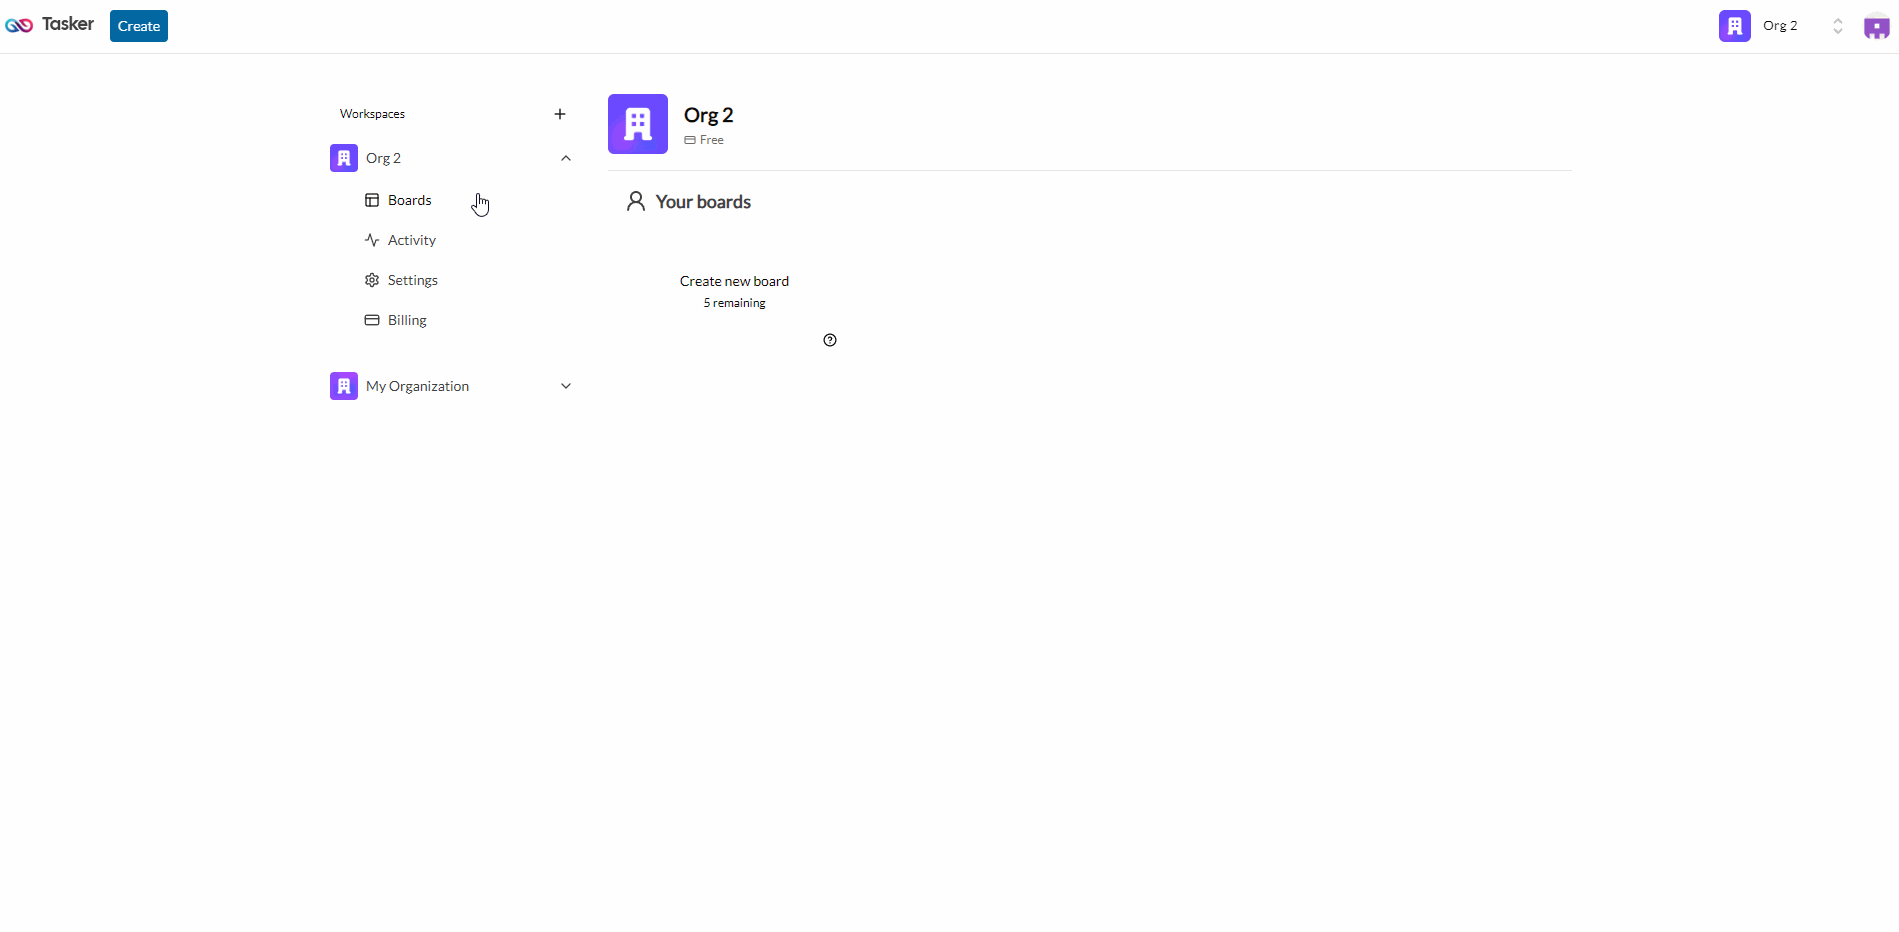 Tasker
Create
Org 2
Workspaces
Org 2
Boards
Activity
Settings
Billing
My Organization
Org 2
Free
Your boards
Create new board
5 remaining